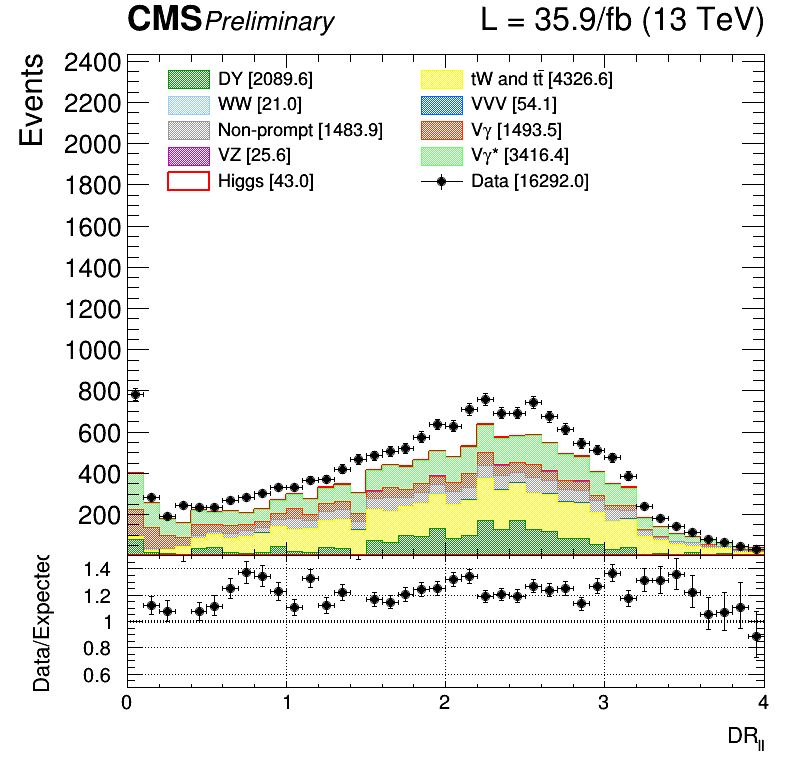 CMS Preliminary L = 35.9/fb (13 TeV)
Events
2400
2200
2000
1800
1600
1400
1200
1000
800
600
400
200
DY [2089.6]
WW [21.0]
Non-prompt [1483.9]
VZ [25.6]
Higgs [43.0]
tW and tt̄ [4326.6]
VVV [54.1]
Vγ [1493.5]
Vγ* [3416.4]
Data [16292.0]
Data/Expected
1.4
1.2
1
0.8
0.6
0 1 2 3 4
DR_ll